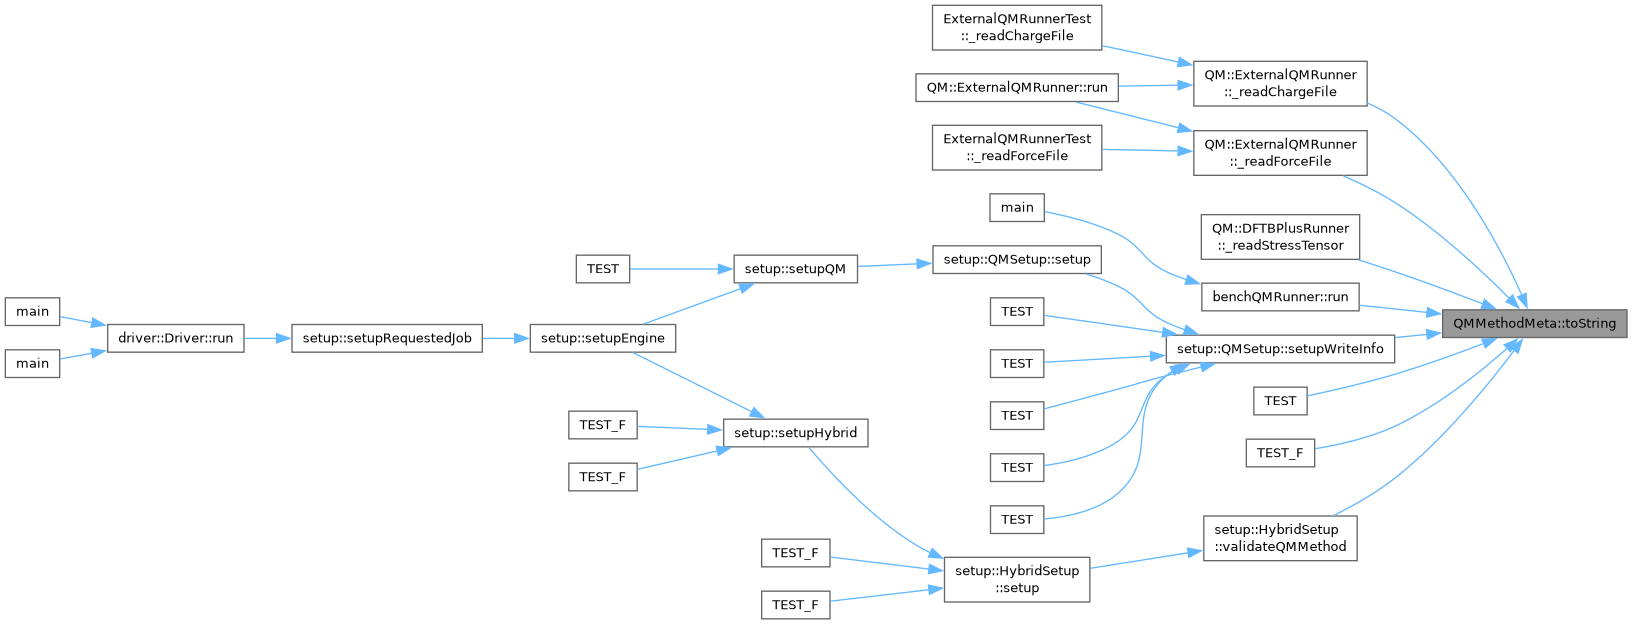 ExternalQMRunnerTest
::_readChargeFile
QM::ExternalQMRunner
::_readChargeFile
QM::ExternalQMRunner::run
ExternalQMRunnerTest
::_readForceFile
QM::ExternalQMRunner
::_readForceFile
main
QM::DFTBPlusRunner
::_readStressTensor
setup::QMSetup::setup
TEST
setup::setupQM
benchQMRunner::run
main
TEST
QMMethodMeta::toString
driver::Driver::run
setup::setupRequestedJob
setup::setupEngine
setup::QMSetup::setupWriteInfo
main
TEST
TEST
TEST
TEST_F
setup::setupHybrid
TEST_F
TEST
TEST_F
TEST
setup::HybridSetup
::validateQMMethod
TEST_F
setup::HybridSetup
::setup
TEST_F